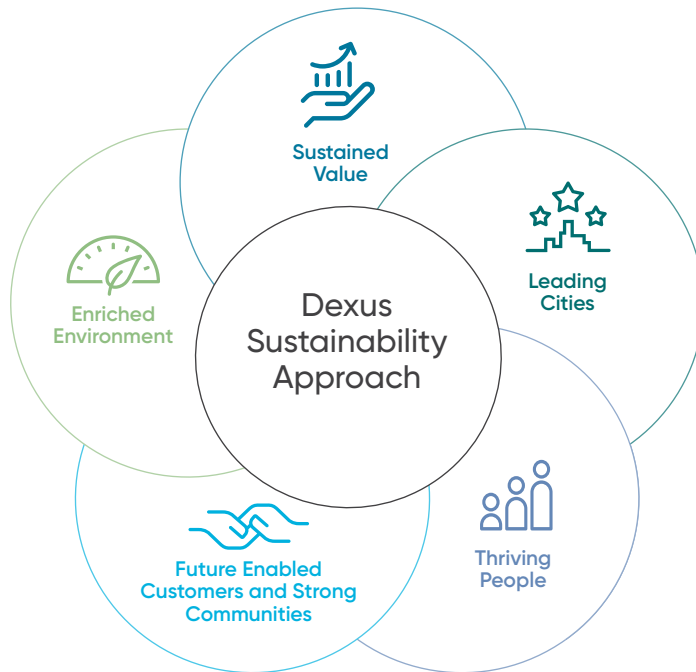 Sustained
Value
Leading
Cities
Enriched
Environment
Dexus
Sustainability
Approach
Thriving
People
Future Enabled
Customers and Strong
Communities